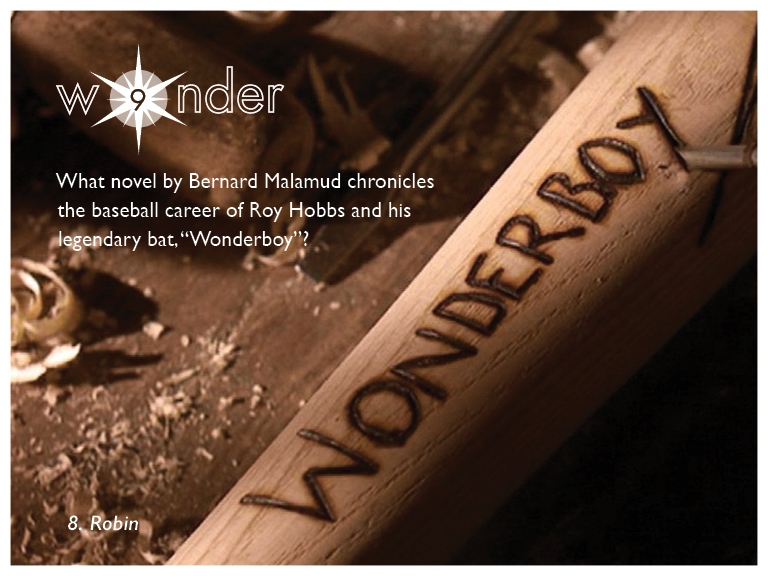 w9nder
What novel by Bernard Malamud chronicles
the baseball career of Roy Hobbs and his
legendary bat, “Wonderboy”?
WONDERBOY
8. Robin